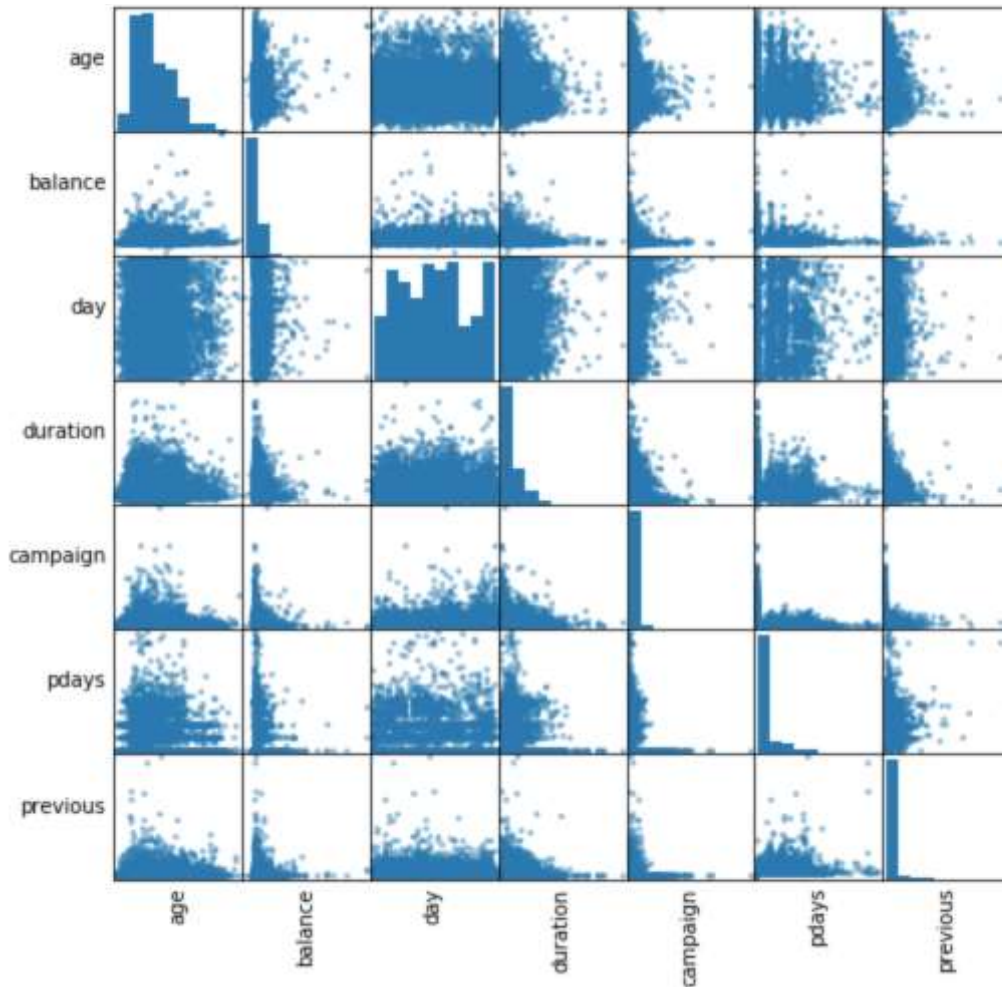 age
balance
day
duration
campaign
pdays
previous
age
balance
day
duration
campaign
pdays
previous